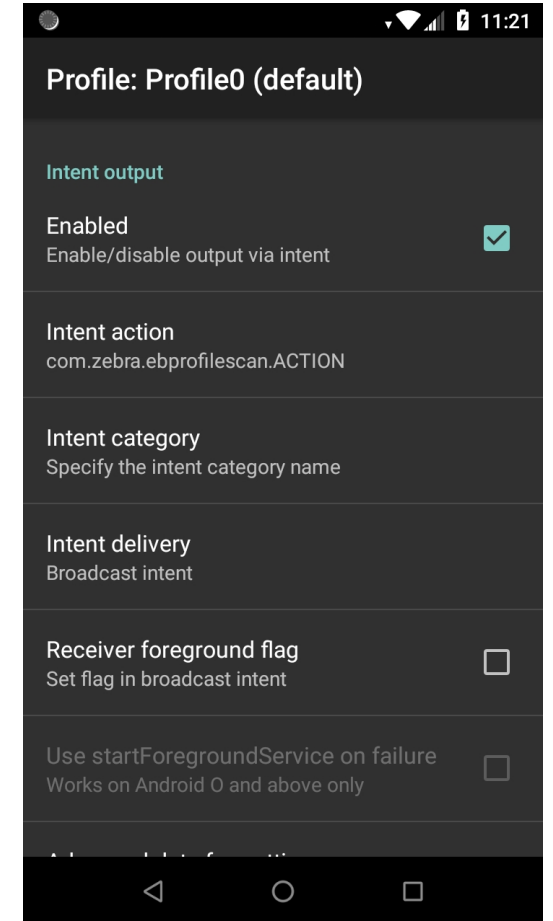 11:21
Profile: Profile0 (default)
Intent output
Enabled
Enable/disable output via intent
Intent action
com.zebra.ebprofilescan.ACTION
Intent category
Specify the intent category name
Intent delivery
Broadcast intent
Receiver foreground flag
Set flag in broadcast intent
Use startForegroundService on failure
Works on Android O and above only